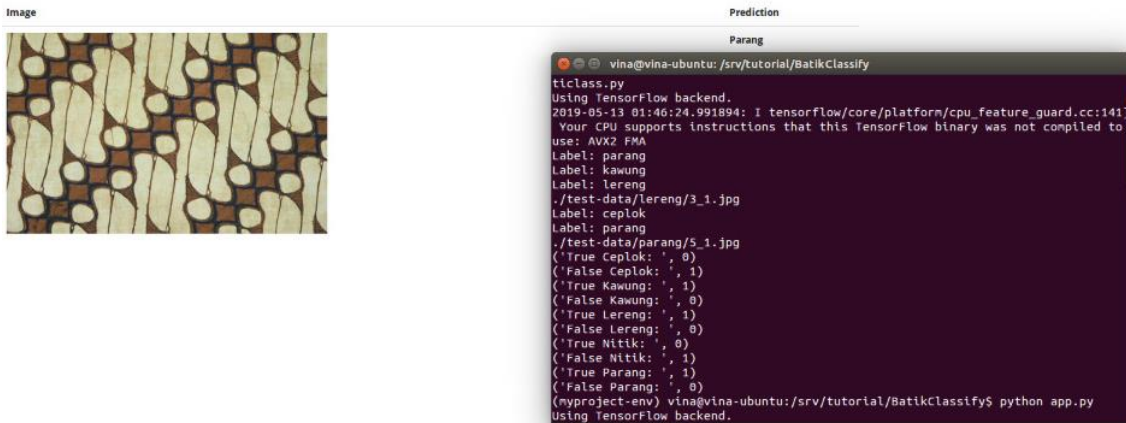 Image Prediction
Parang
vina@vina-ubuntu: /srv/tutorial/BatikClassify
ticlass.py
Using TensorFlow backend.
2019-05-13 01:46:24.991894: I tensorflow/core/platform/cpu_feature_guard.cc:141]
Your CPU supports instructions that this TensorFlow binary was not compiled to
use: AVX2 FMA
Label: parang
Label: kawung
Label: lereng
./test-data/lereng/3_1.jpg
Label: ceplok
Label: parang
./test-data/parang/5_1.jpg
('True Ceplok: ', 0)
('False Ceplok: ', 1)
('True Kawung: ', 1)
('False Kawung: ', 0)
('True Lereng: ', 1)
('False Lereng: ', 0)
('True Nitik: ', 0)
('False Nitik: ', 1)
('True Parang: ', 1)
('False Parang: ', 0)
(myproject-env) vina@vina-ubuntu:/srv/tutorial/BatikClassify$ python app.py
Using TensorFlow backend.